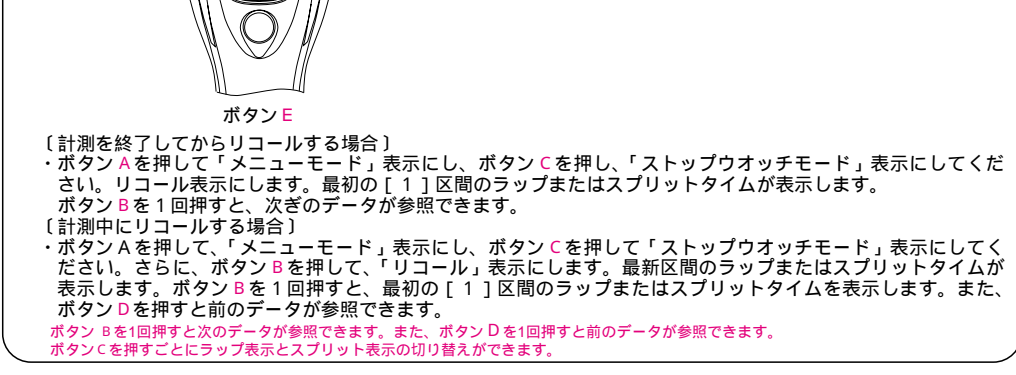 ボタンE
〔計測を終了してからリコールする場合〕
・ボタンAを押して「メニューモード」表示にし、ボタンCを押し、「ストップウオッチモード」表示にしてくだ
さい。リコール表示にします。最初の[1]区間のラップまたはスプリットタイムが表示します。
ボタンBを1回押すと、次ぎのデータが参照できます。
〔計測中にリコールする場合〕
・ボタンAを押して、「メニューモード」表示にし、ボタンCを押して「ストップウオッチモード」表示にしてく
ださい。さらに、ボタンBを押して、「リコール」表示にします。最新区間のラップまたはスプリットタイムが
表示します。ボタンBを1回押すと、最初の[1]区間のラップまたはスプリットタイムを表示します。また、
ボタンDを押すと前のデータが参照できます。
ボタンBを1回押すと次のデータが参照できます。また、ボタンDを1回押すと前のデータが参照できます。
ボタンCを押すごとにラップ表示とスプリット表示の切り替えができます。